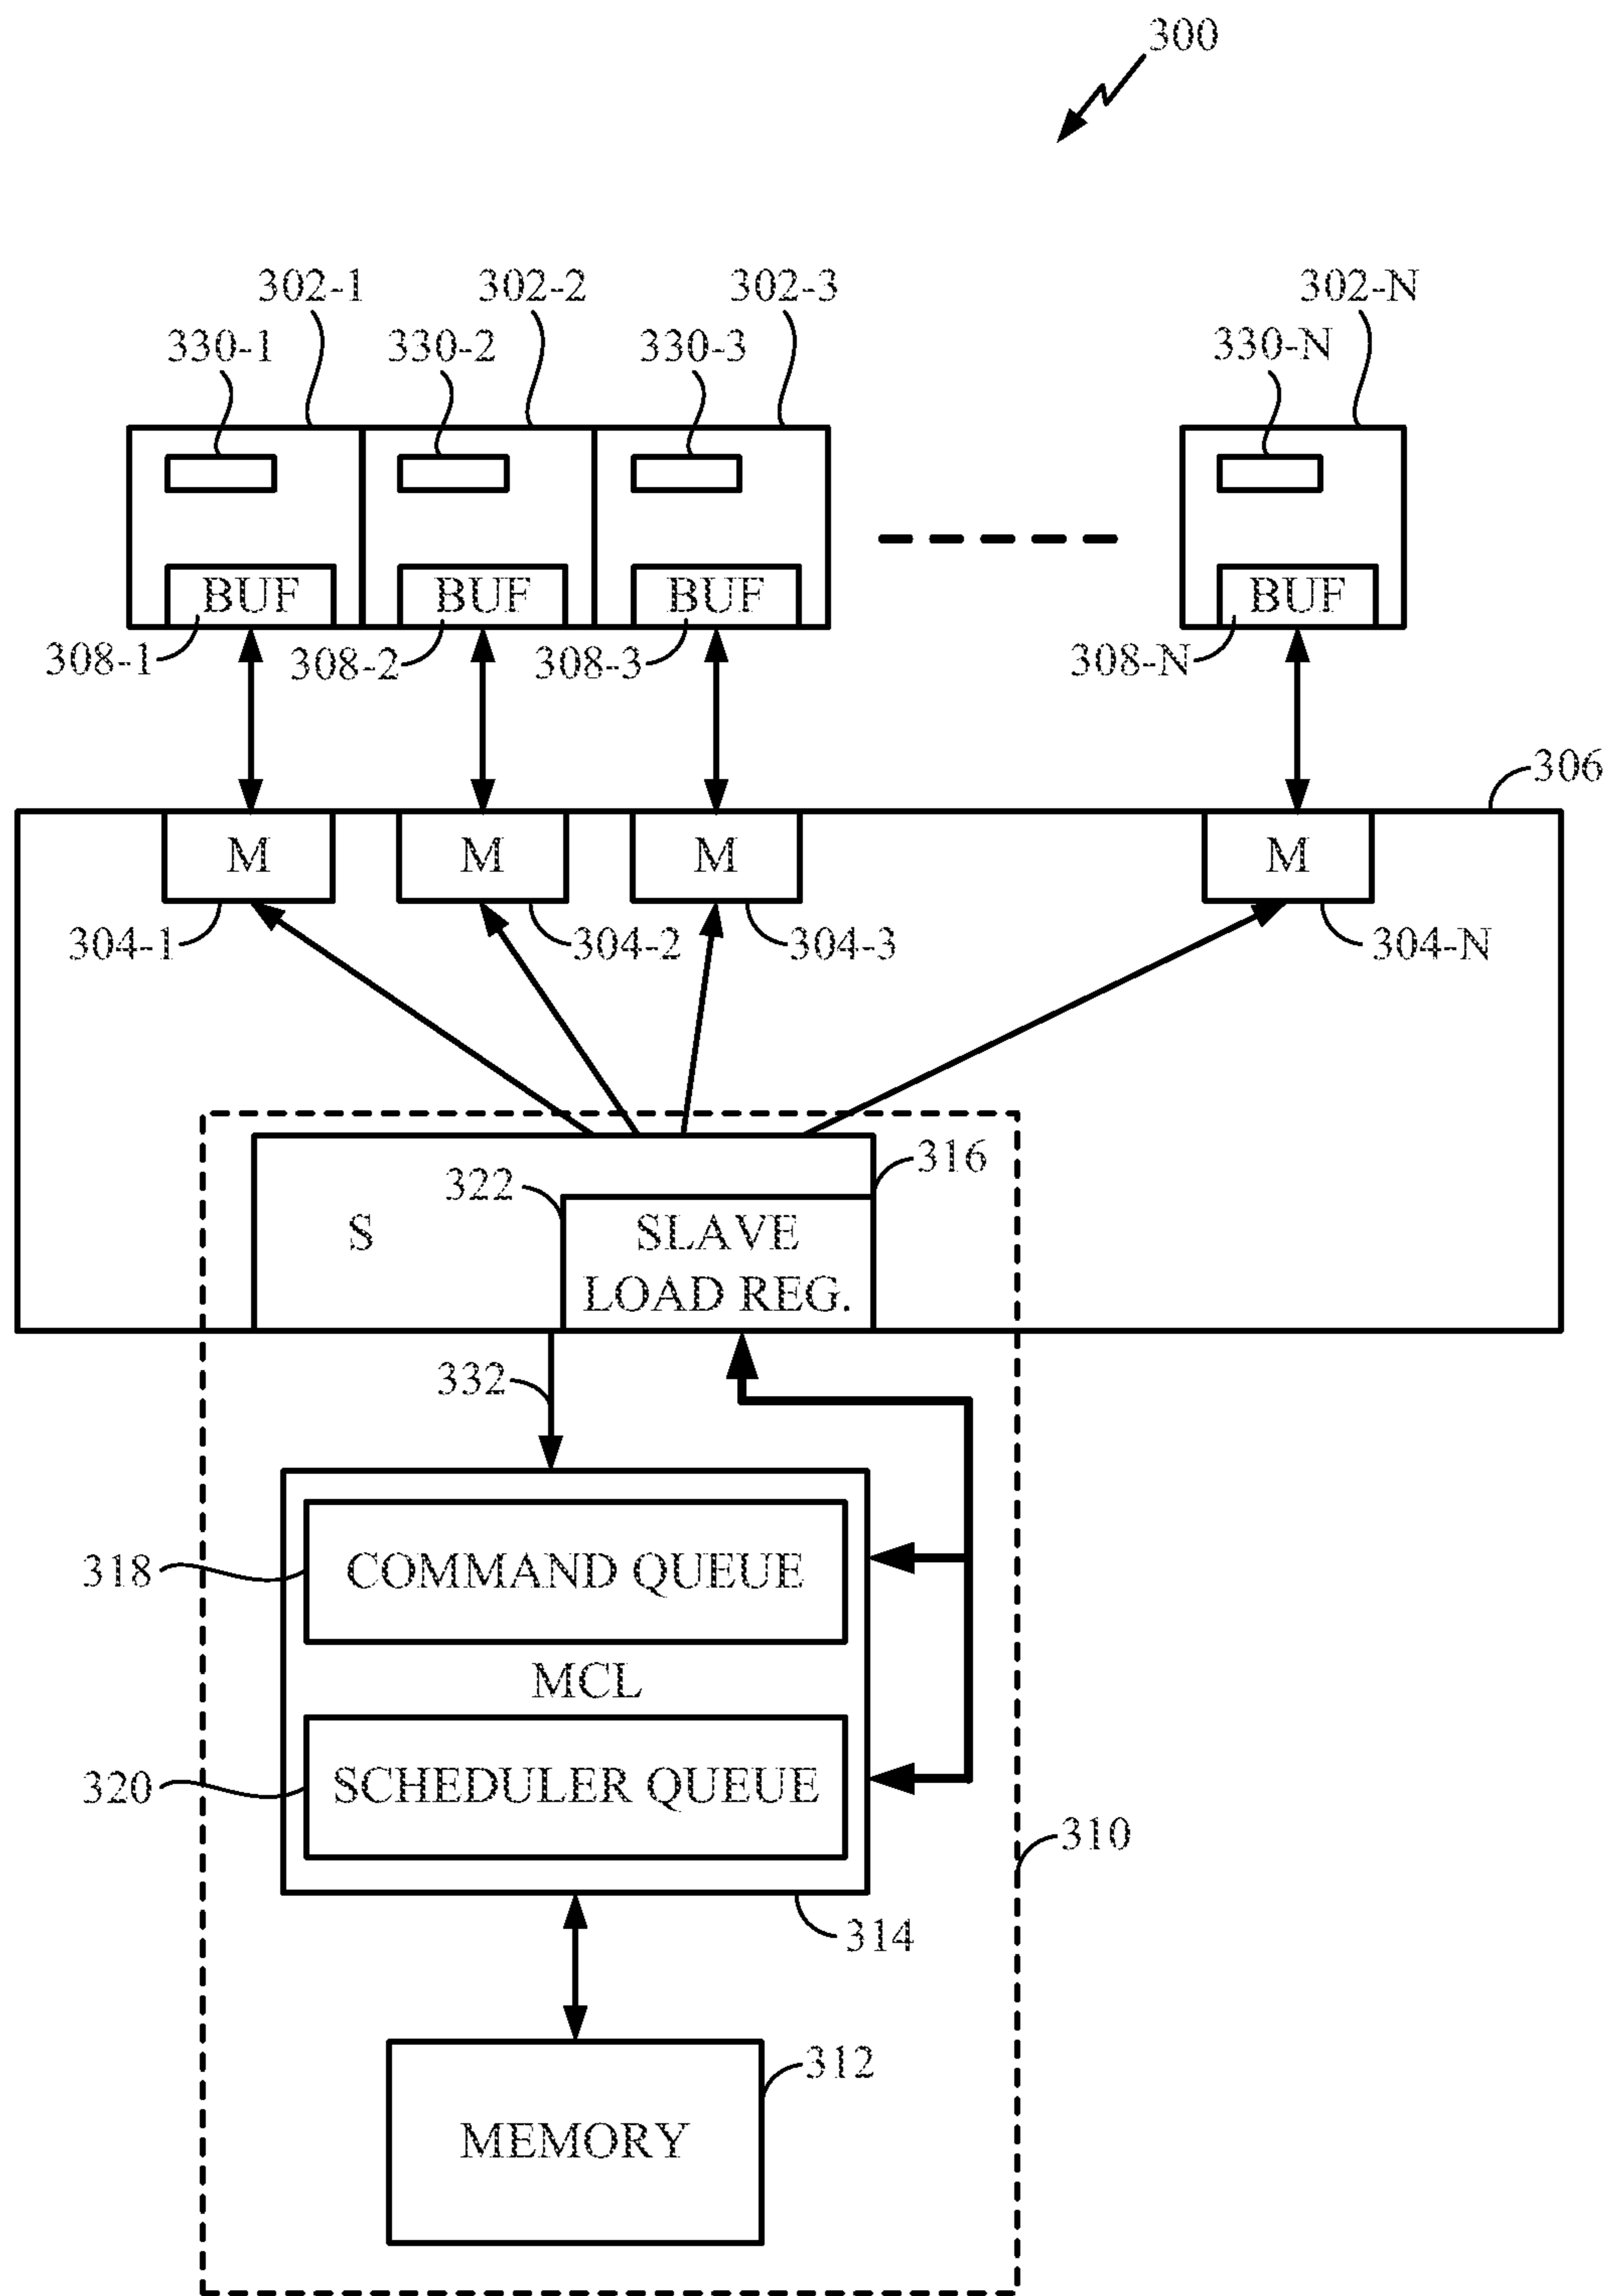 300
302-1 302-2 302-3 302-N
330-1 330-2 330-3 330-N
BUF BUF BUF BUF
308-1 308-2 308-3 308-N
306
M M M M
304-1 304-2 304-3 304-N
316
322
S SLAVE
LOAD REG.
332
318 COMMAND QUEUE
MCL
320 SCHEDULER QUEUE
310
314
312
MEMORY